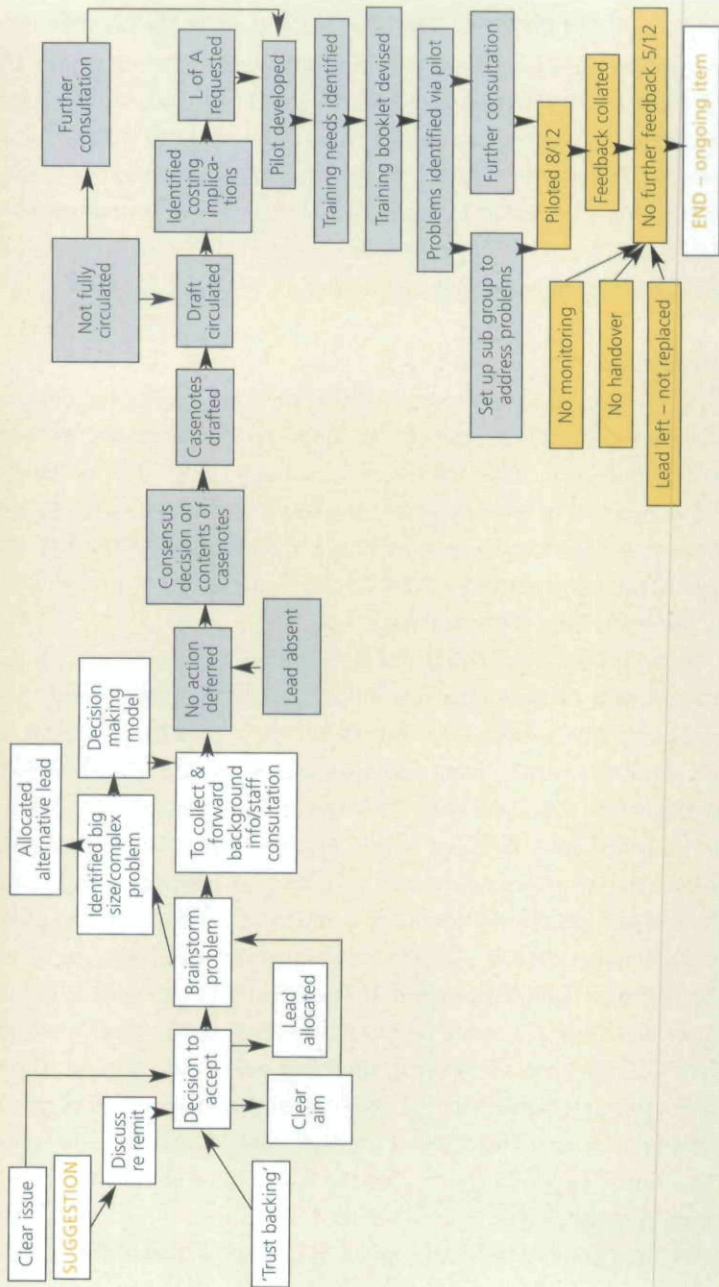 Clear issue
SUGGESTION
Discuss
re remit
'Trust backing'
Decision to
accept
Clear
aim
Lead
allocated
Brainstorm
problem
Allocated
alternative lead
Identified big
size/complex
problem
Decision
making
model
To collect &
forward
background
info/staff
consultation
No action
deferred
Lead absent
Consensus
decision on
contents of
casenotes
Casenotes
drafted
Not fully
circulated
Draft
circulated
Identified
costing
implica-
tions
Further
consultation
L of A
requested
Pilot developed
Training needs identified
Training booklet devised
Problems identified via pilot
Set up sub group to
address problems
Further consultation
Piloted 8/12
Feedback collated
No monitoring
No handover
Lead left – not replaced
No further feedback 5/12
END – ongoing item